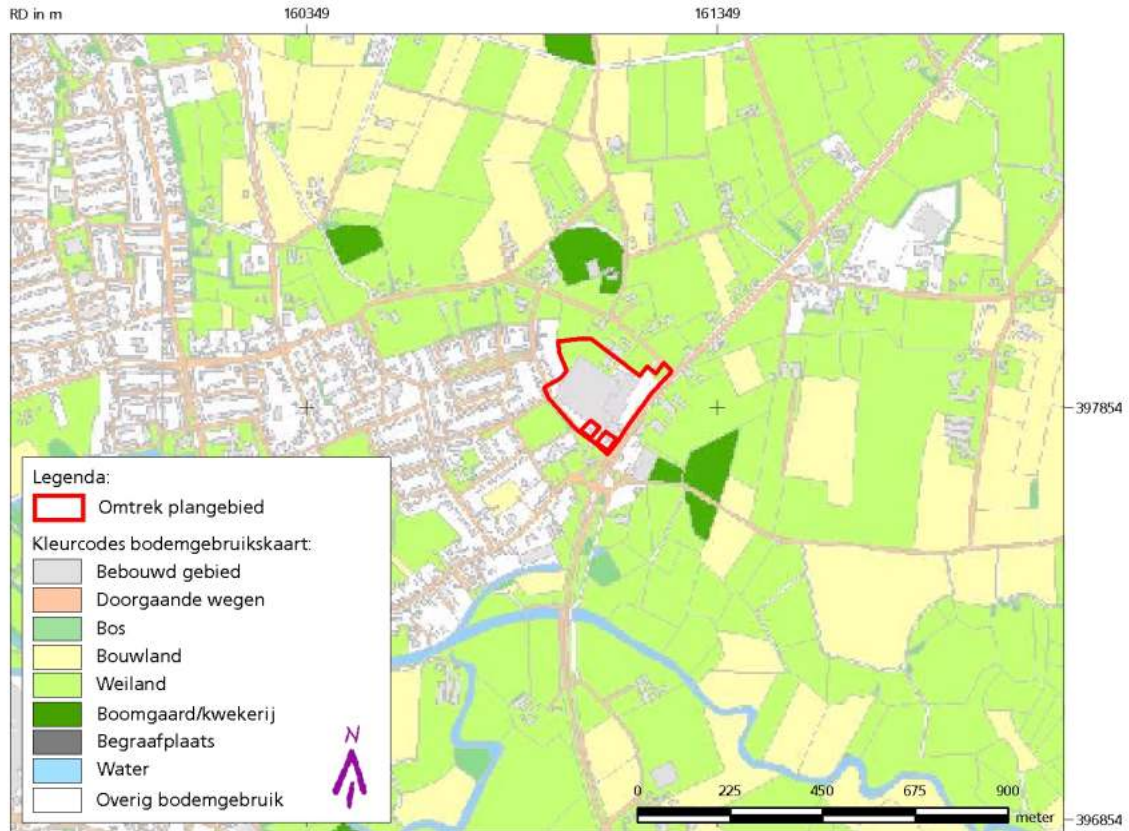 RD in m
160349
161349
397854
Legenda:
Omtrek plangebied
Kleurcodes bodemgebruikskaart:
Bebouwd gebied
Doorgaande wegen
Bos
Bouwland
Weiland
Boomgaard/kwekerij
Begraafplaats
Water
Overig bodemgebruik
N
0 225 450 675 900
meter
396854